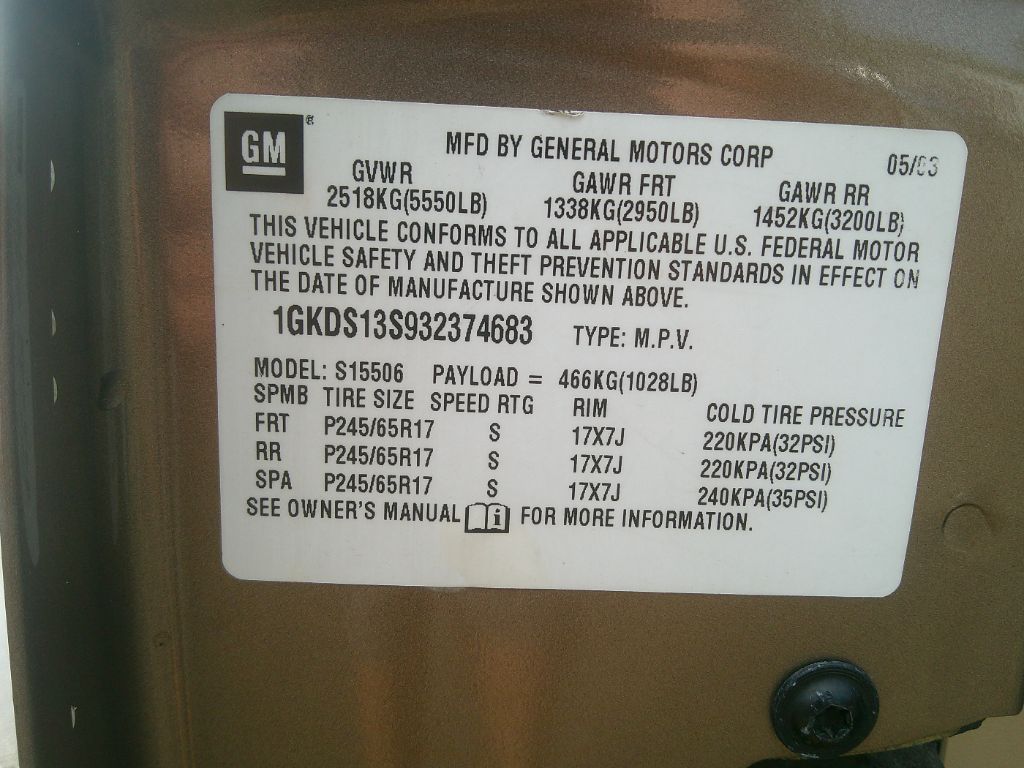 GM®
MFD BY GENERAL MOTORS CORP 05/03
GVWR GAWR FRT GAWR RR
2518KG(5550LB) 1338KG(2950LB) 1452KG(3200LB)
THIS VEHICLE CONFORMS TO ALL APPLICABLE U.S. FEDERAL MOTOR
VEHICLE SAFETY AND THEFT PREVENTION STANDARDS IN EFFECT ON
THE DATE OF MANUFACTURE SHOWN ABOVE.
1GKDS13S932374683 TYPE: M.P.V.
MODEL: S15506 PAYLOAD = 466KG(1028LB)
SPMB TIRE SIZE SPEED RTG RIM COLD TIRE PRESSURE
FRT P245/65R17 S 17X7J 220KPA(32PSI)
RR P245/65R17 S 17X7J 220KPA(32PSI)
SPA P245/65R17 S 17X7J 240KPA(35PSI)
SEE OWNER'S MANUAL i FOR MORE INFORMATION.